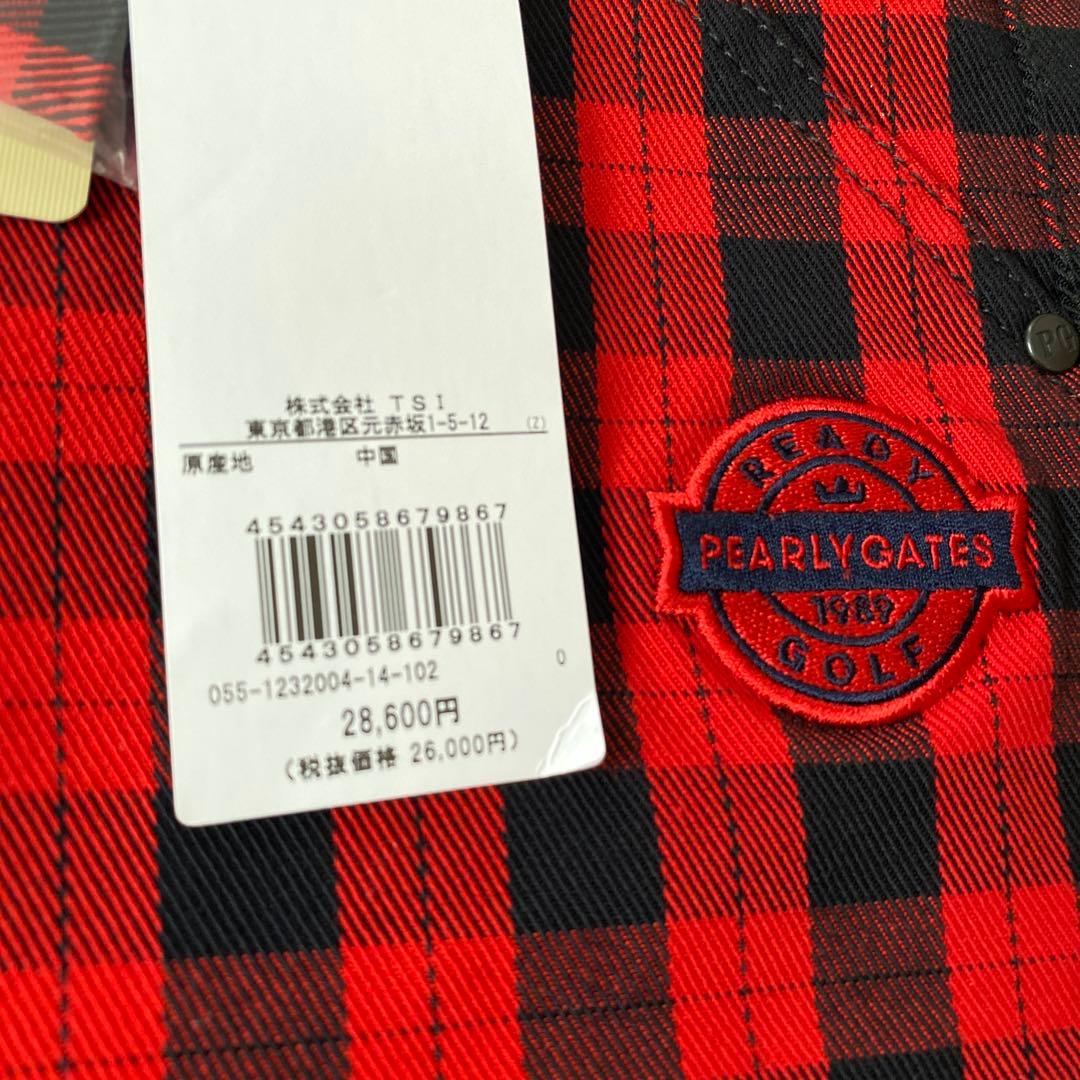 株式会社 TSI
東京都港区元赤坂1-5-12 (Z)
原産地 中国
4543058679867
4543058679867
055-1232004-14-102 0
28,600円
(税抜価格 26,000円)
READY
PEARLY GATES
1989
GOLF
PG